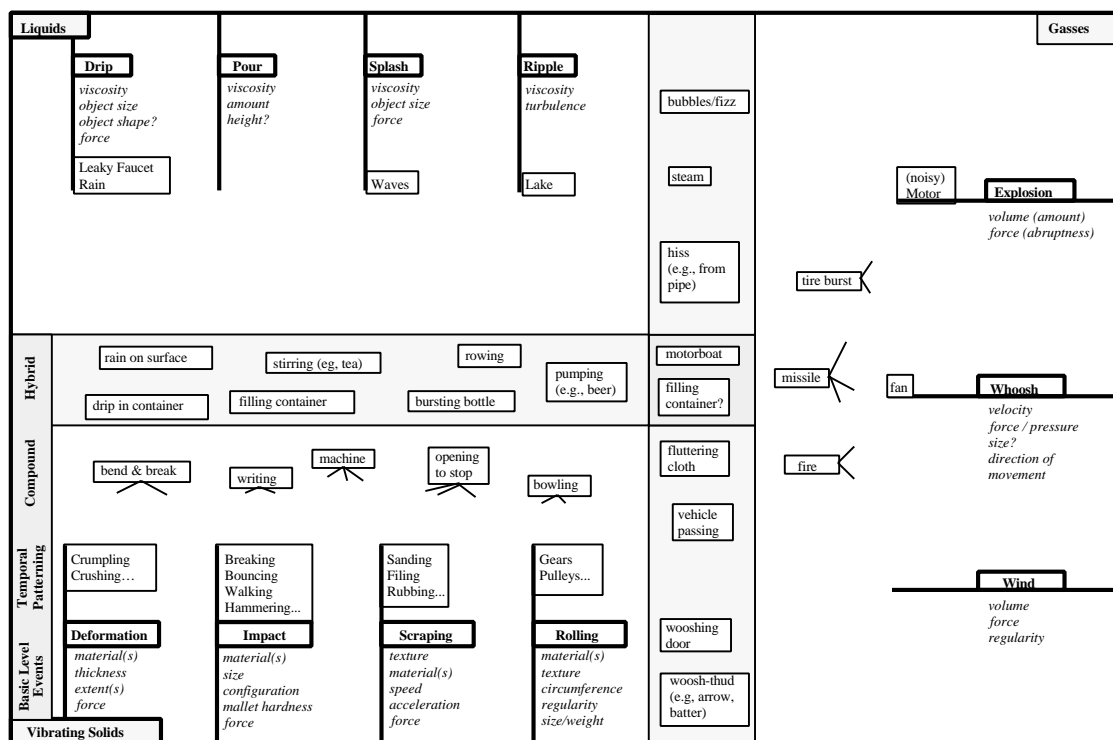 Liquids
Gasses
Drip
viscosity
object size
object shape?
force
Leaky Faucet
Rain
Pour
viscosity
amount
height?
Splash
viscosity
object size
force
Waves
Ripple
viscosity
turbulence
Lake
bubbles/fizz
steam
hiss
(e.g., from
pipe)
(noisy)
Motor
Explosion
volume (amount)
force (abruptness)
tire burst
Hybrid
rain on surface
stirring (eg, tea)
rowing
pumping
(e.g., beer)
drip in container
filling container
bursting bottle
motorboat
filling
container?
missile
fan
Whoosh
velocity
force / pressure
size?
direction of
movement
Compound
bend & break
writing
machine
opening
to stop
bowling
fluttering
cloth
fire
vehicle
passing
Temporal
Patterning
Crumpling
Crushing…
Breaking
Bouncing
Walking
Hammering...
Sanding
Filing
Rubbing...
Gears
Pulleys...
Wind
volume
force
regularity
Basic Level
Events
Deformation
material(s)
thickness
extent(s)
force
Impact
material(s)
size
configuration
mallet hardness
force
Scraping
texture
material(s)
speed
acceleration
force
Rolling
material(s)
texture
circumference
regularity
size/weight
wooshing
door
woosh-thud
(e.g, arrow,
batter)
Vibrating Solids